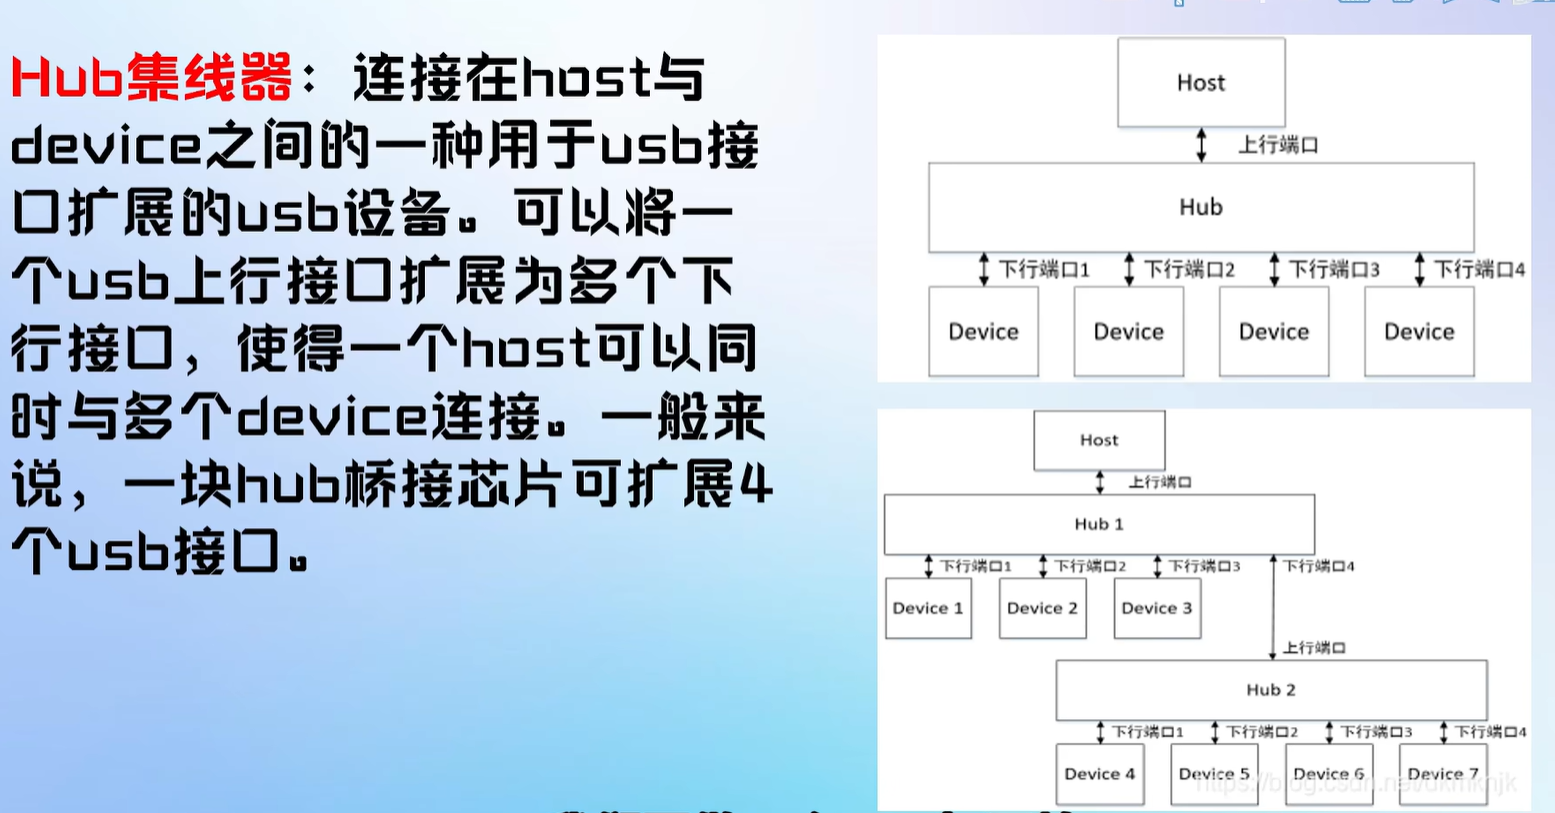 Hub集线器：连接在host与
device之间的一种用于usb接
口扩展的usb设备。可以将一
个usb上行接口扩展为多个下
行接口，使得一个host可以同
时与多个device连接。一般来
说，一块hub桥接芯片可扩展4
个usb接口。
Host
上行端口
Hub
下行端口1 下行端口2 下行端口3 下行端口4
Device Device Device Device
Host
上行端口
Hub 1
下行端口1 下行端口2 下行端口3 下行端口4
Device 1 Device 2 Device 3
上行端口
Hub 2
下行端口1 下行端口2 下行端口3 下行端口4
Device 4 Device 5 Device 6 Device 7